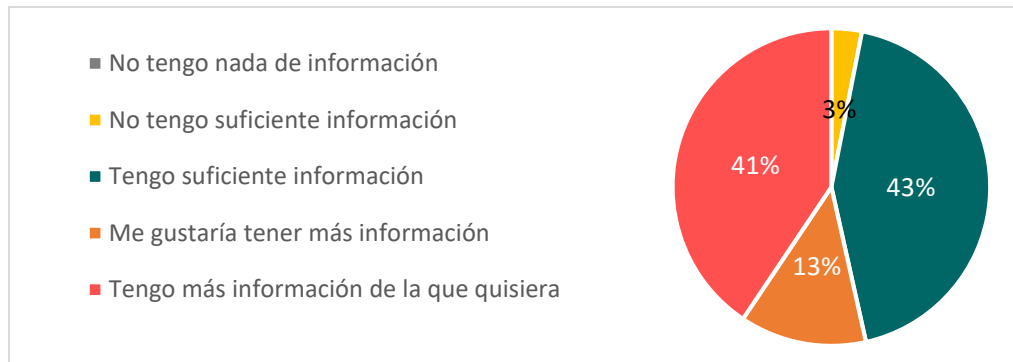 No tengo nada de información
No tengo suficiente información
Tengo suficiente información
Me gustaría tener más información
Tengo más información de la que quisiera
3%
43%
13%
41%